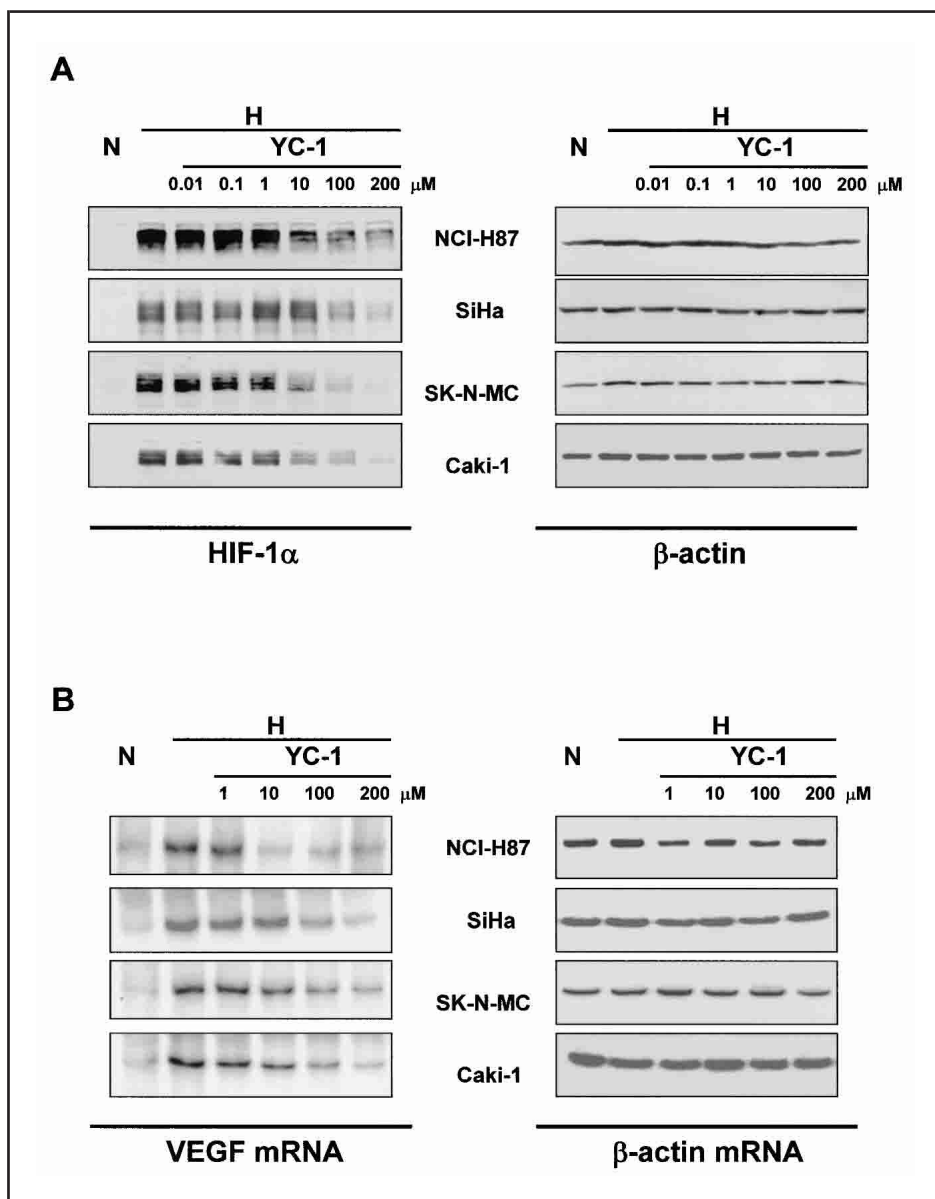 A
H H
N YC-1 N YC-1
0.01 0.1 1 10 100 200 μM 0.01 0.1 1 10 100 200
NCI-H87
SiHa
SK-N-MC
Caki-1
HIF-1α β-actin
B
H H
N YC-1 N YC-1
1 10 100 200 μM 1 10 100 200 μM
NCI-H87
SiHa
SK-N-MC
Caki-1
VEGF mRNA β-actin mRNA